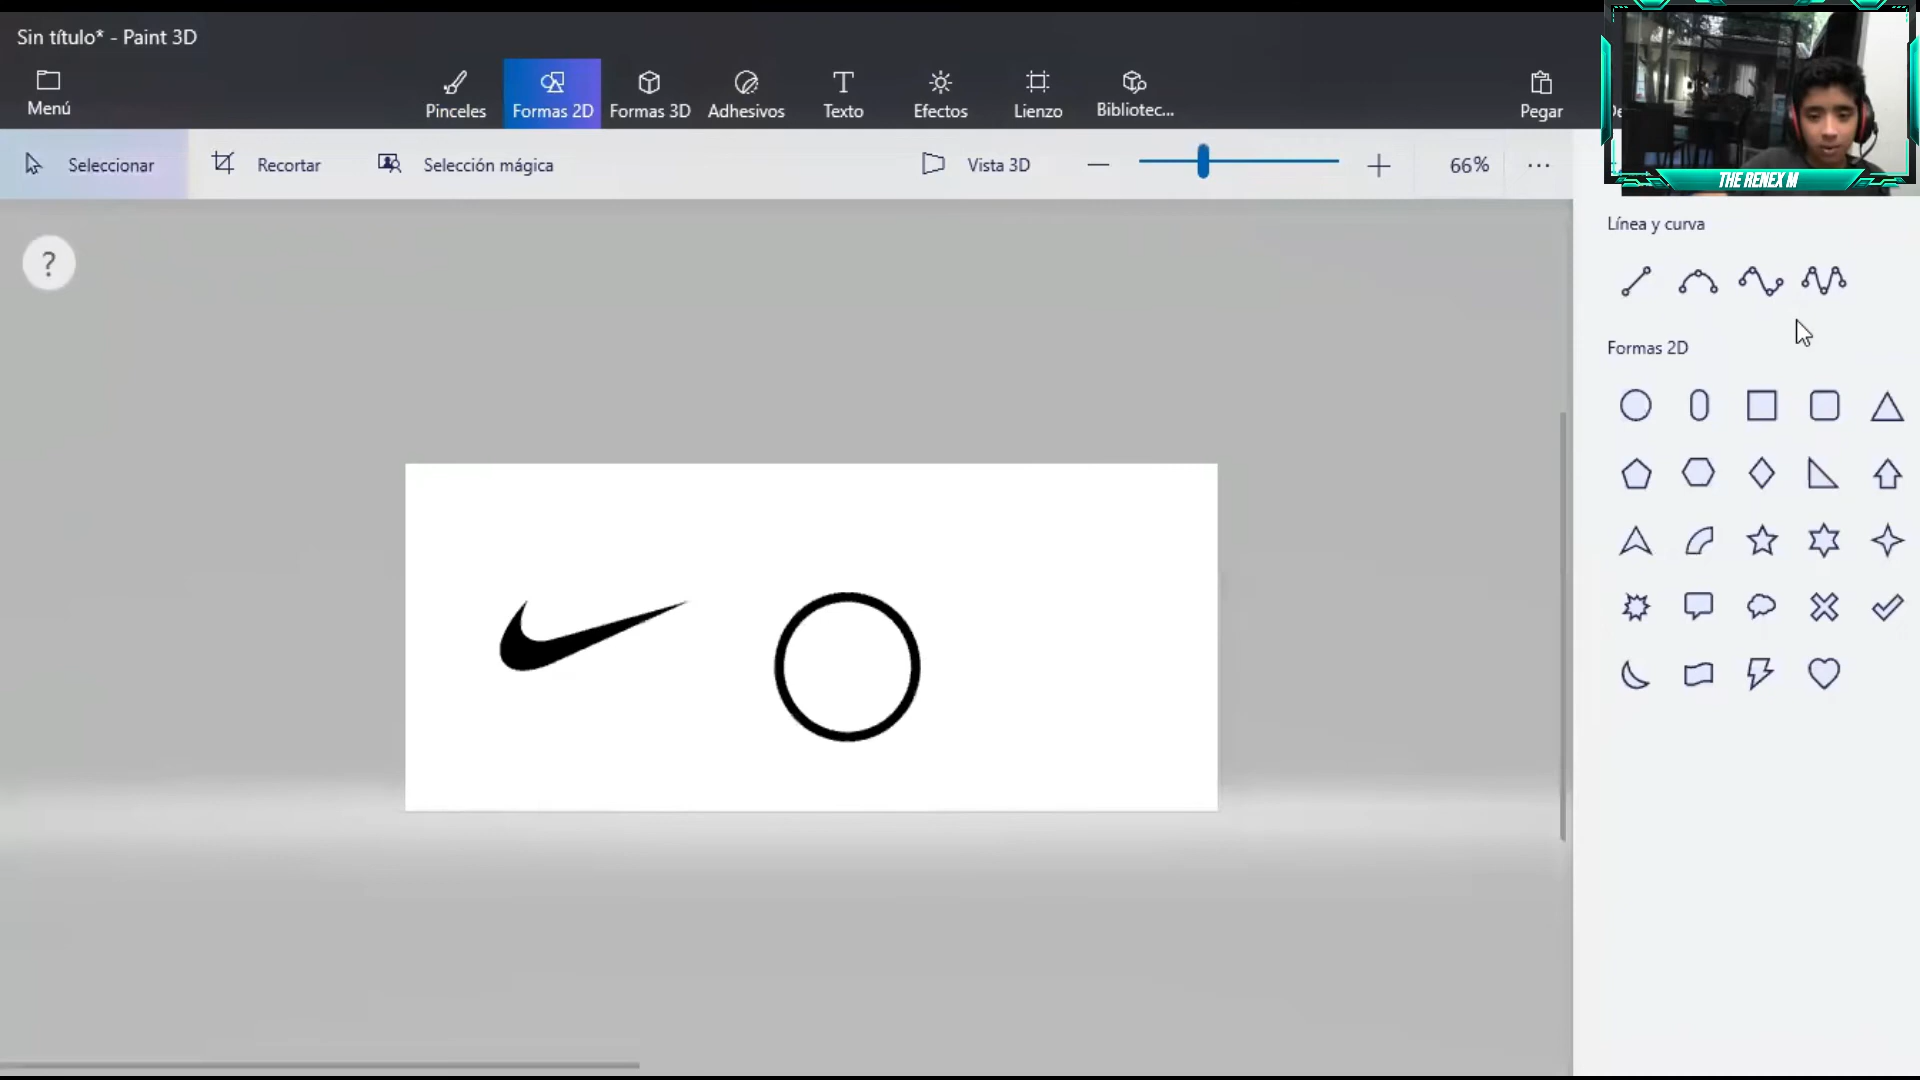 Sin título* - Paint 3D
Menú
Pinceles
Formas 2D
Formas 3D
Adhesivos
Texto
Efectos
Lienzo
Bibliotec...
Pegar
De
THE RENEX M
Seleccionar
Recortar
Selección mágica
Vista 3D
66%
?
Línea y curva
Formas 2D